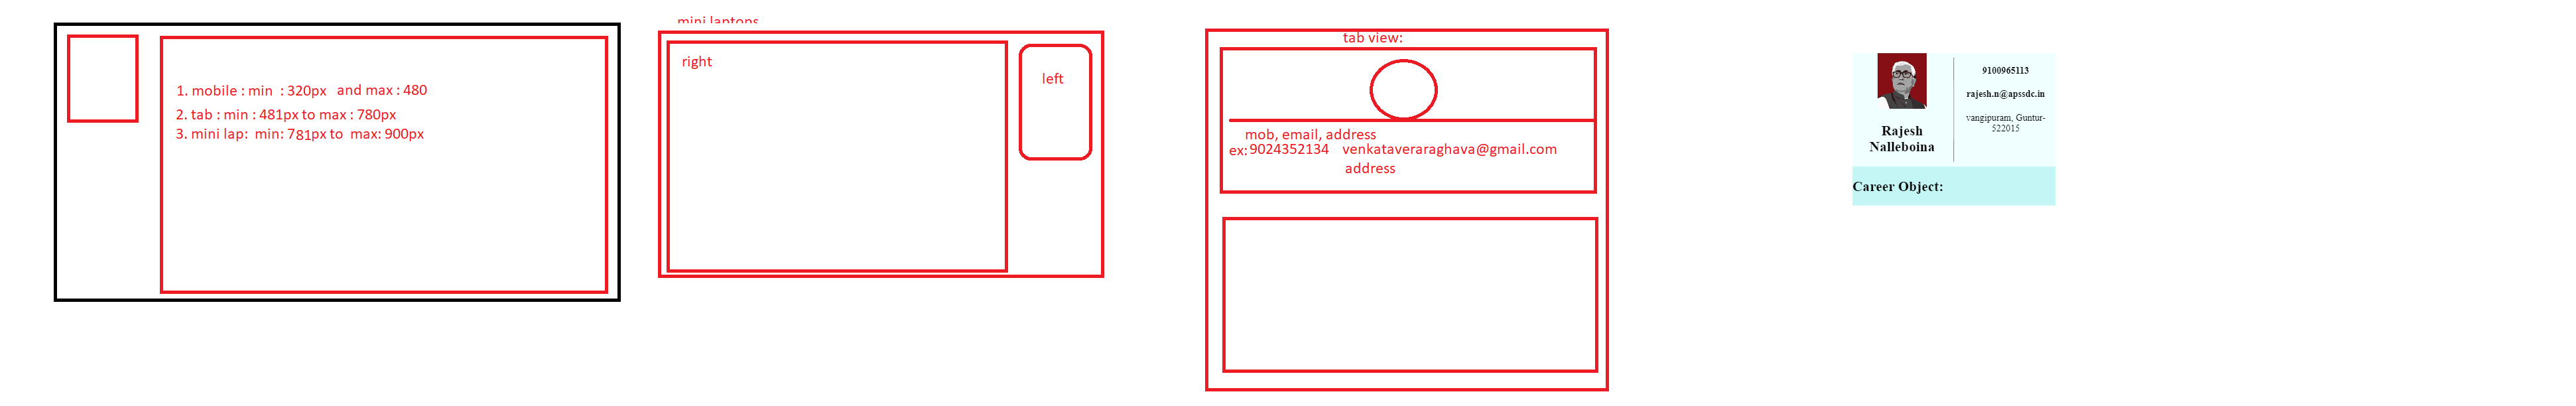 1. mobile : min : 320px and max : 480
2. tab : min : 481px to max : 780px
3. mini lap: min: 781px to max: 900px
mini laptops
right
left
tab view:
mob, email, address
ex: 9024352134 venkataveraraghava@gmail.com
address
Rajesh
Nalleboina
9100965113
rajesh.n@apssdc.in
vangipuram, Guntur-
522015
Career Object: